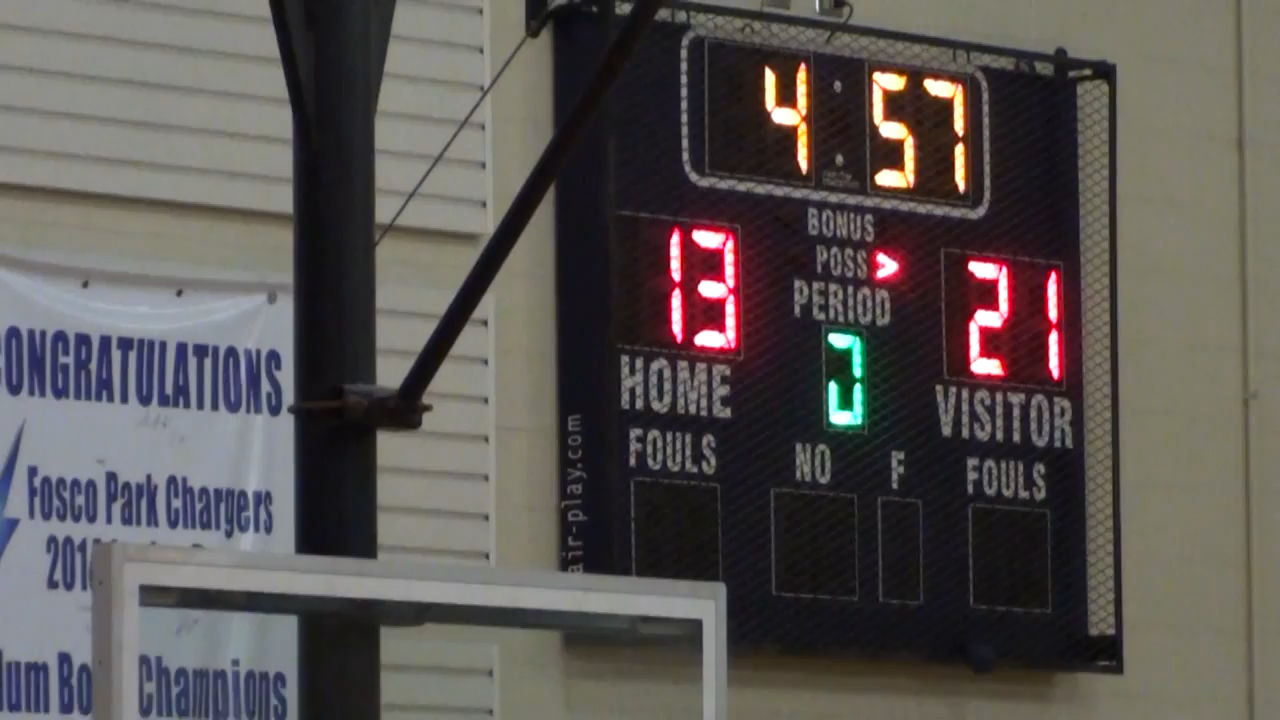 4:57
BONUS
POSS >
PERIOD
13
21
HOME
VISITOR
FOULS
NO
F
FOULS
air-play.com
CONGRATULATIONS
Fosco Park Chargers
Champions